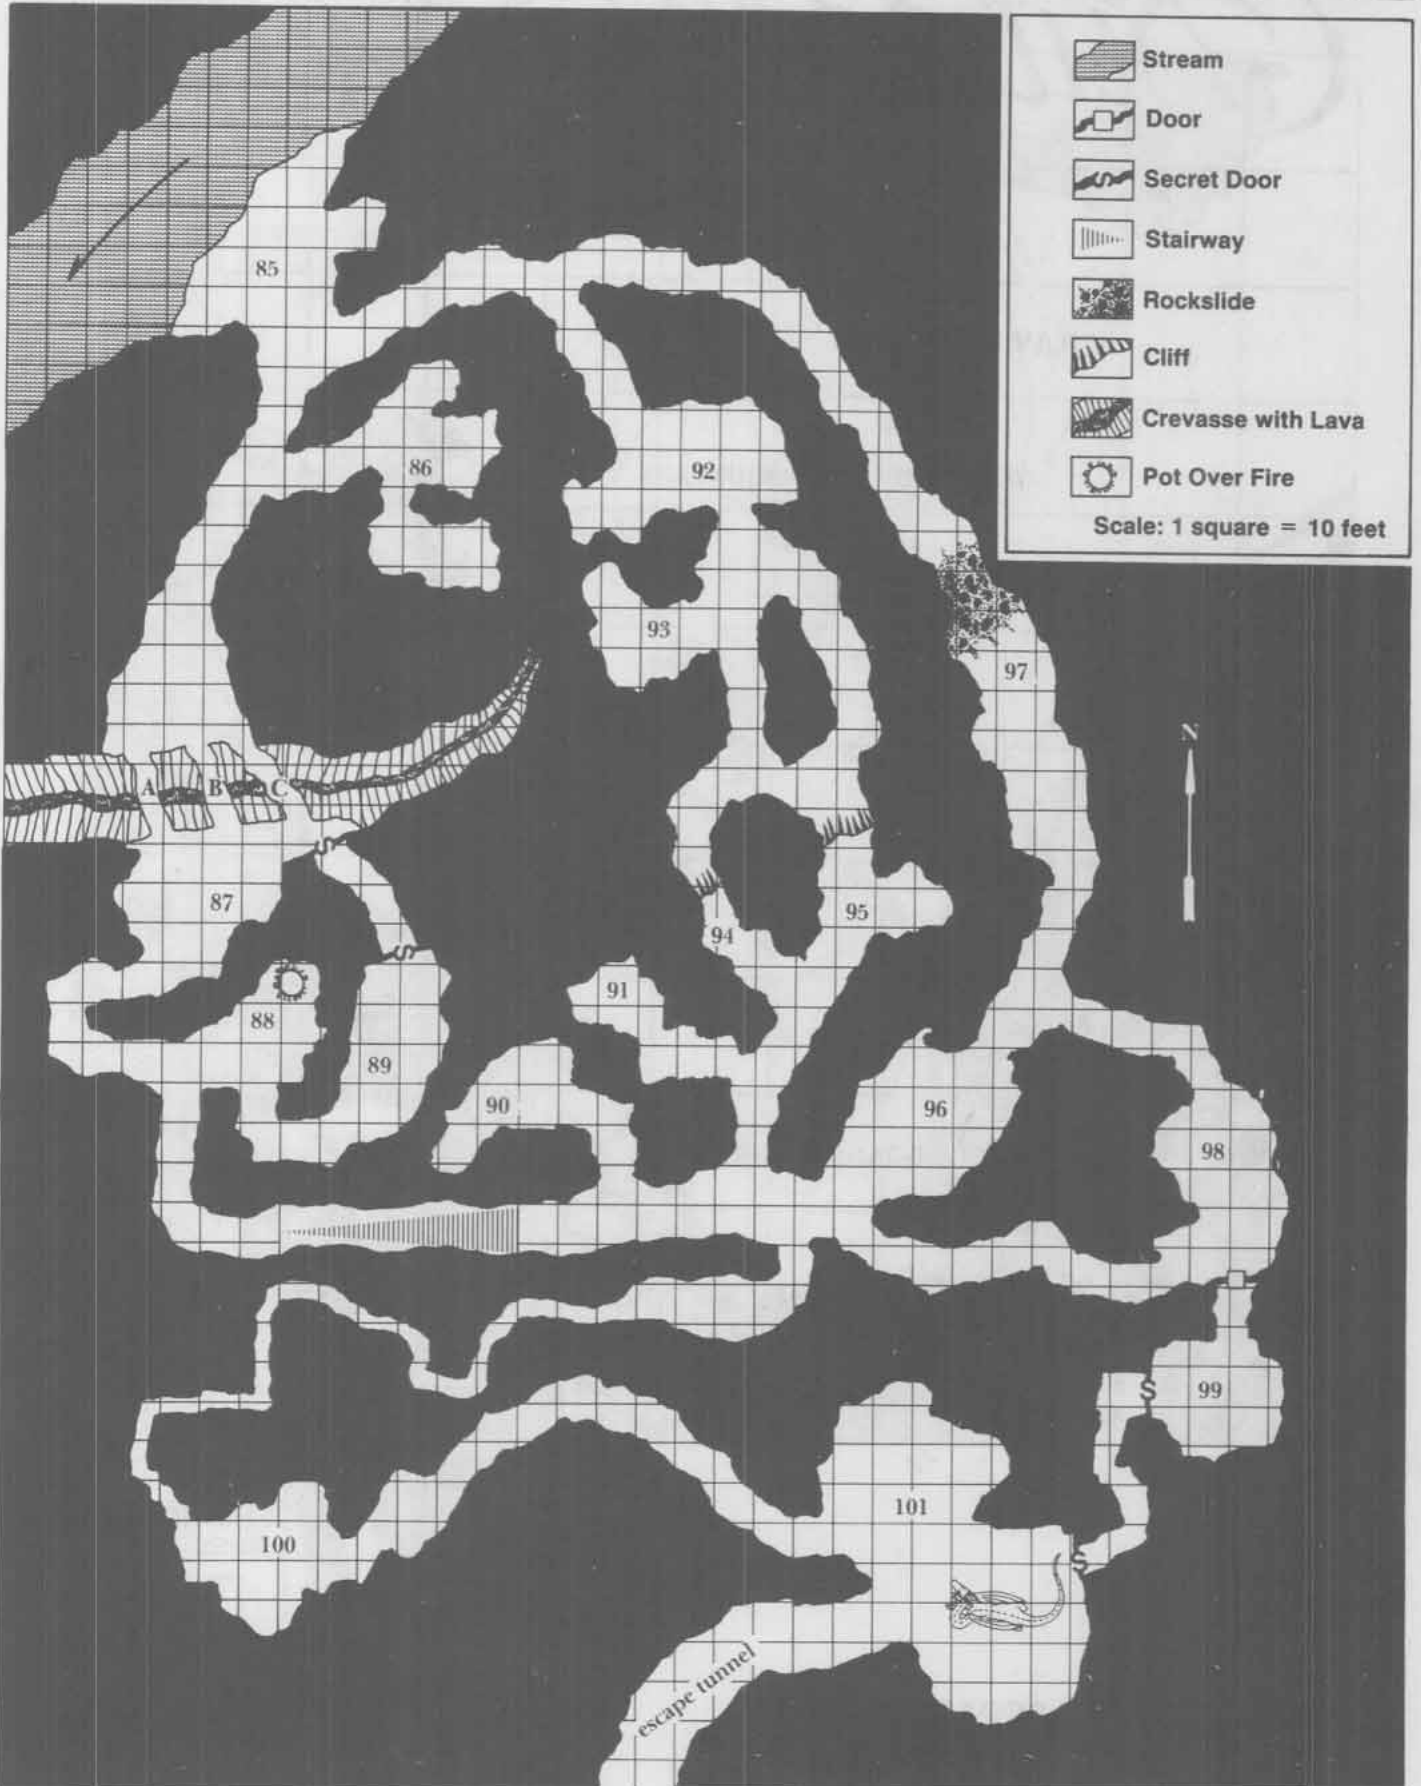 Stream
Door
Secret Door
Stairway
Rockslide
Cliff
Crevasse with Lava
Pot Over Fire
Scale: 1 square = 10 feet
85
86
92
93
97
N
A B C
S
87
95
94
S
91
88
89
90
96
98
S
99
101
100
S
escape tunnel